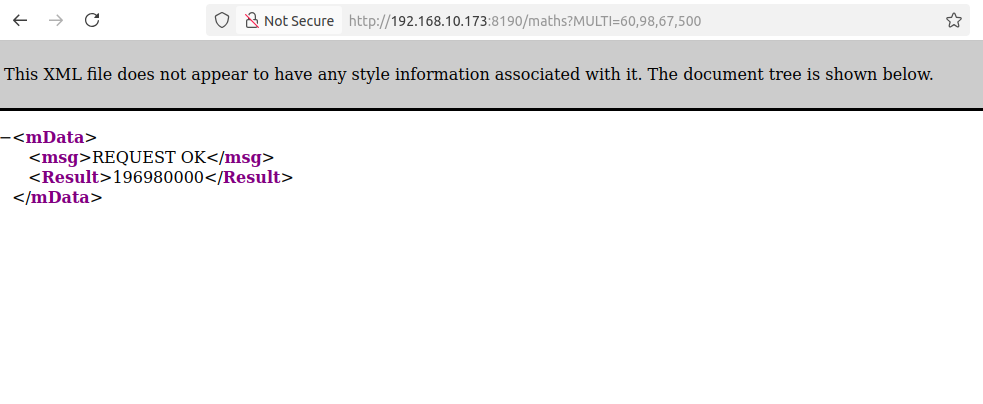 Not Secure http://192.168.10.173:8190/maths?MULTI=60,98,67,500
This XML file does not appear to have any style information associated with it. The document tree is shown below.
−<mData>
<msg>REQUEST OK</msg>
<Result>196980000</Result>
</mData>